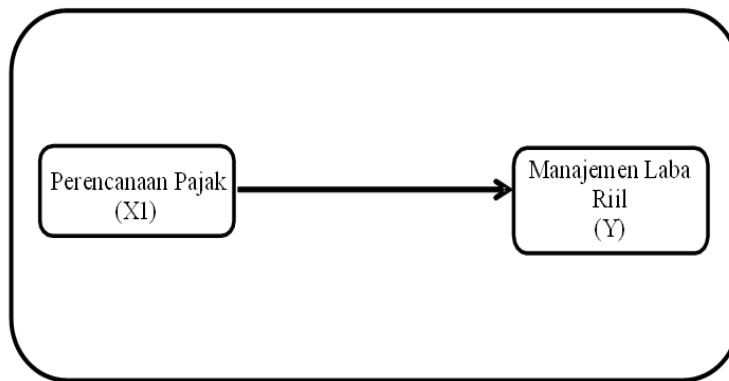 Perencanaan Pajak
(X1)
Manajemen Laba
Riil
(Y)